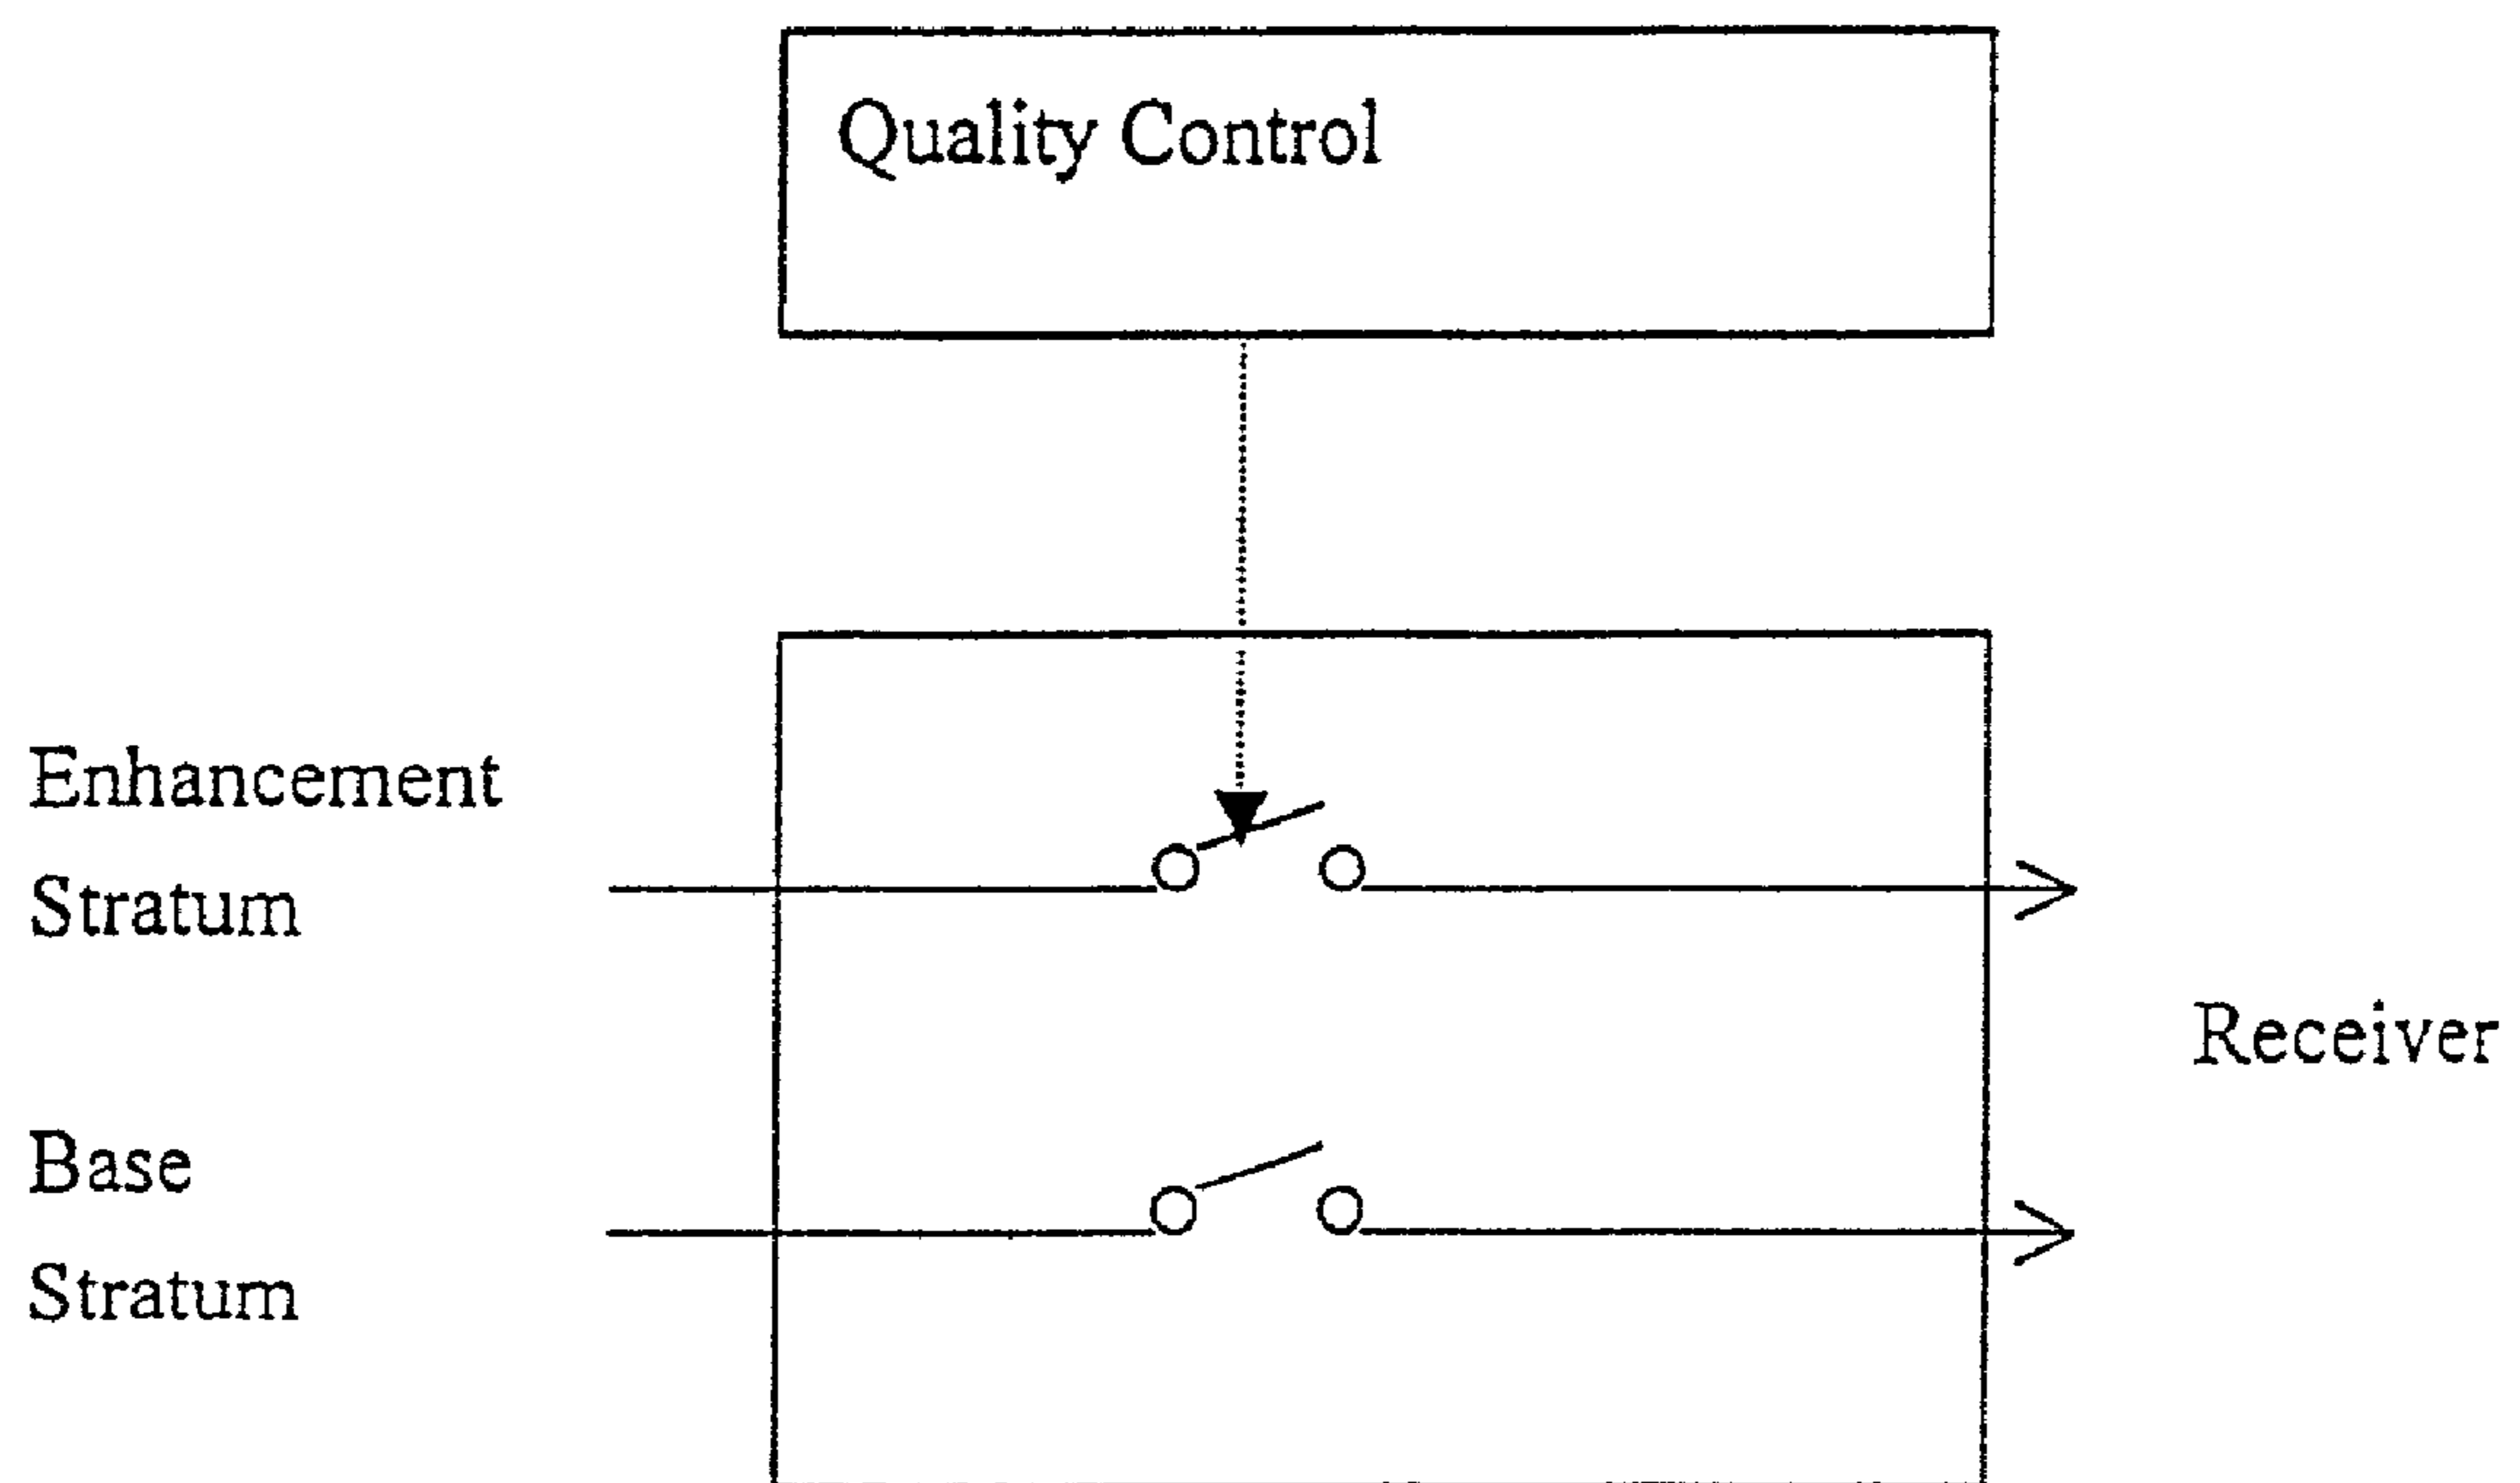 Quality Control
Enhancement
Stratum
Receiver
Base
Stratum